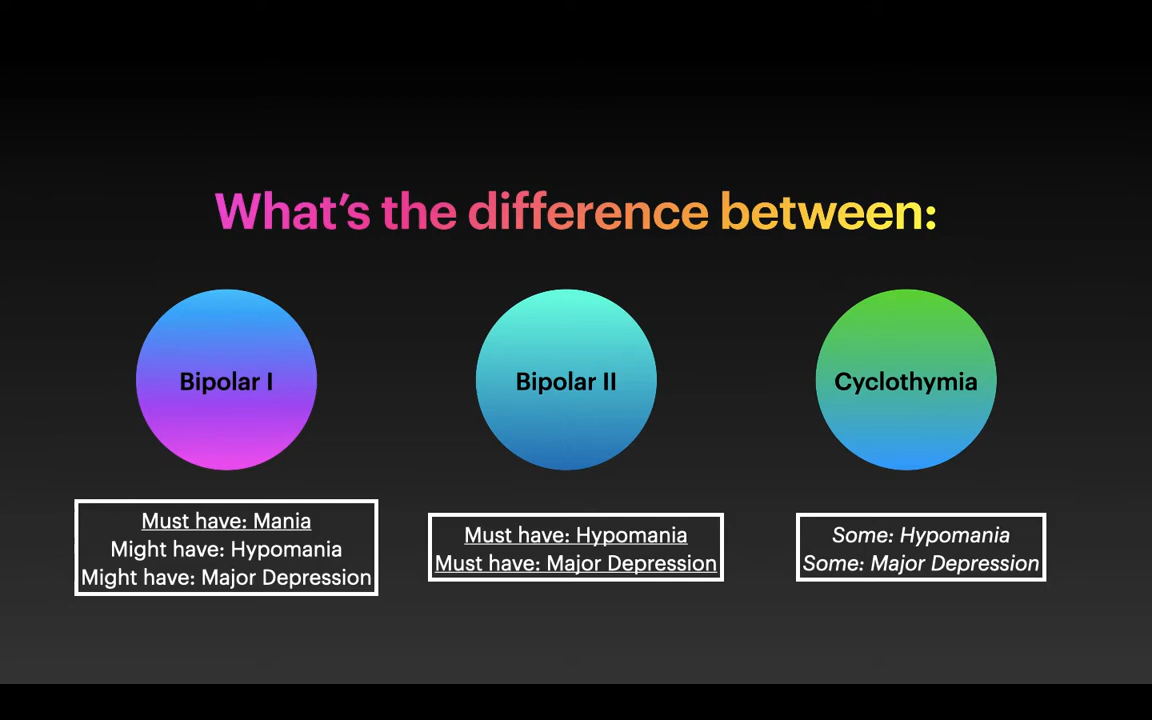 What's the difference between:
Bipolar I
Bipolar II
Cyclothymia
Must have: Mania
Might have: Hypomania
Might have: Major Depression
Must have: Hypomania
Must have: Major Depression
Some: Hypomania
Some: Major Depression